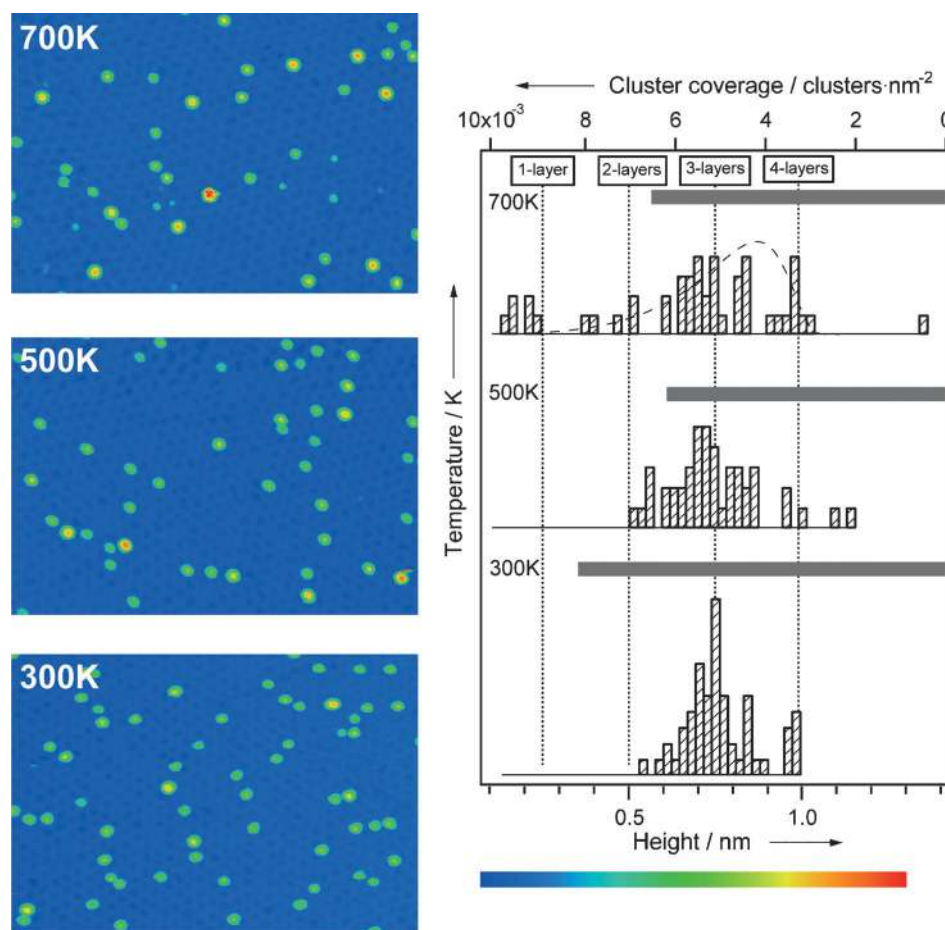 700K
500K
300K
Cluster coverage / clusters·nm⁻²
10x10⁻³ 8 6 4 2 0
1-layer 2-layers 3-layers 4-layers
700K
500K
300K
Temperature / K
0.5 1.0
Height / nm